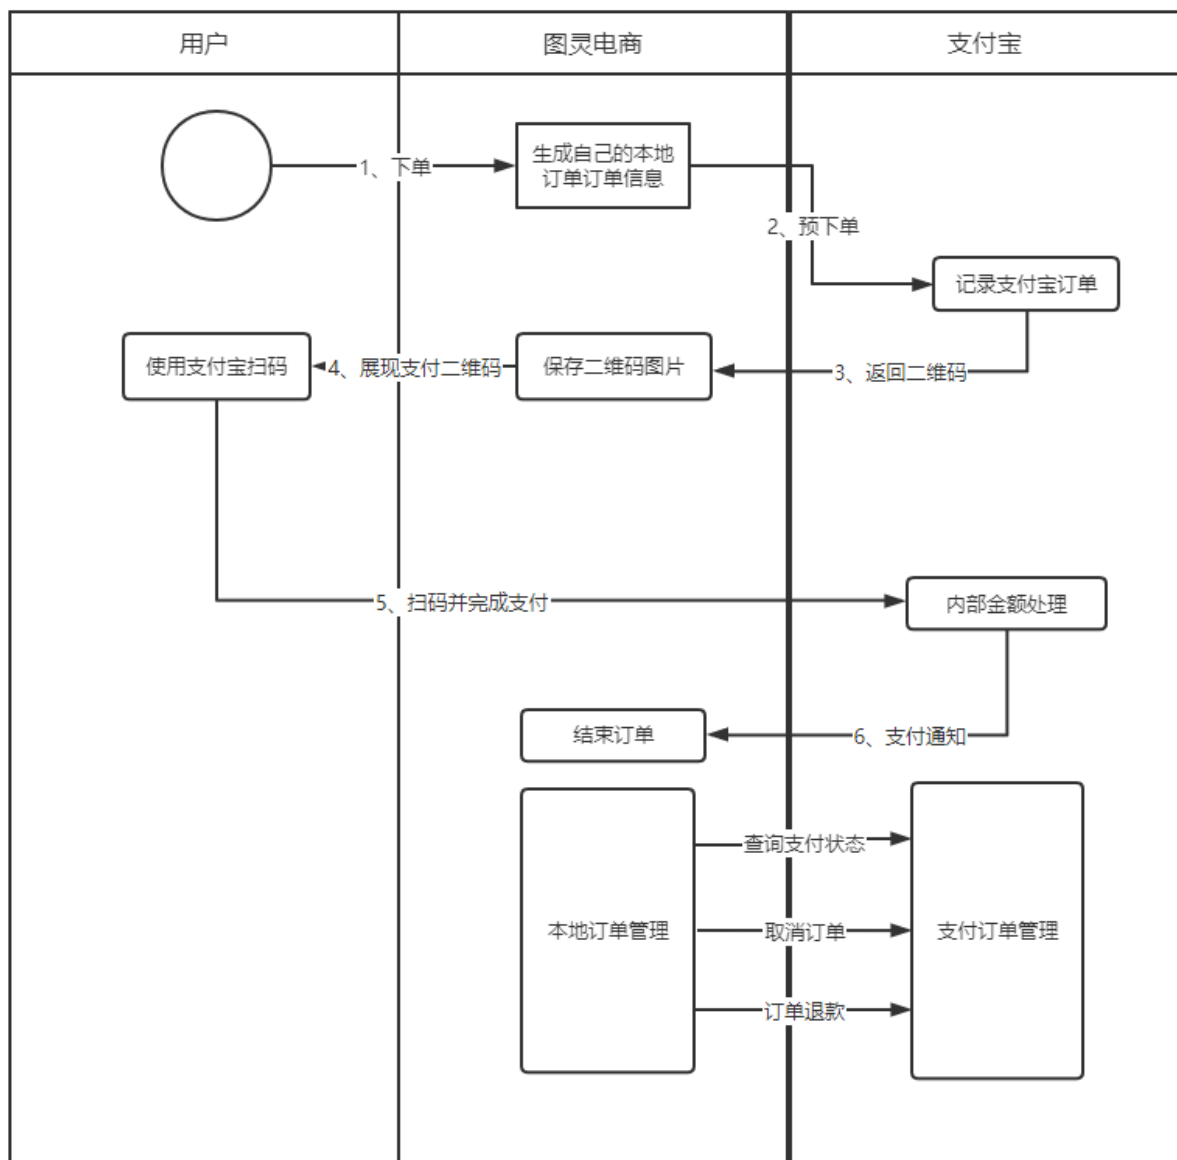 用户
图灵电商
支付宝
1、下单
生成自己的本地
订单订单信息
2、预下单
记录支付宝订单
使用支付宝扫码
4、展现支付二维码
保存二维码图片
3、返回二维码
5、扫码并完成支付
内部金额处理
结束订单
6、支付通知
查询支付状态
本地订单管理
取消订单
支付订单管理
订单退款